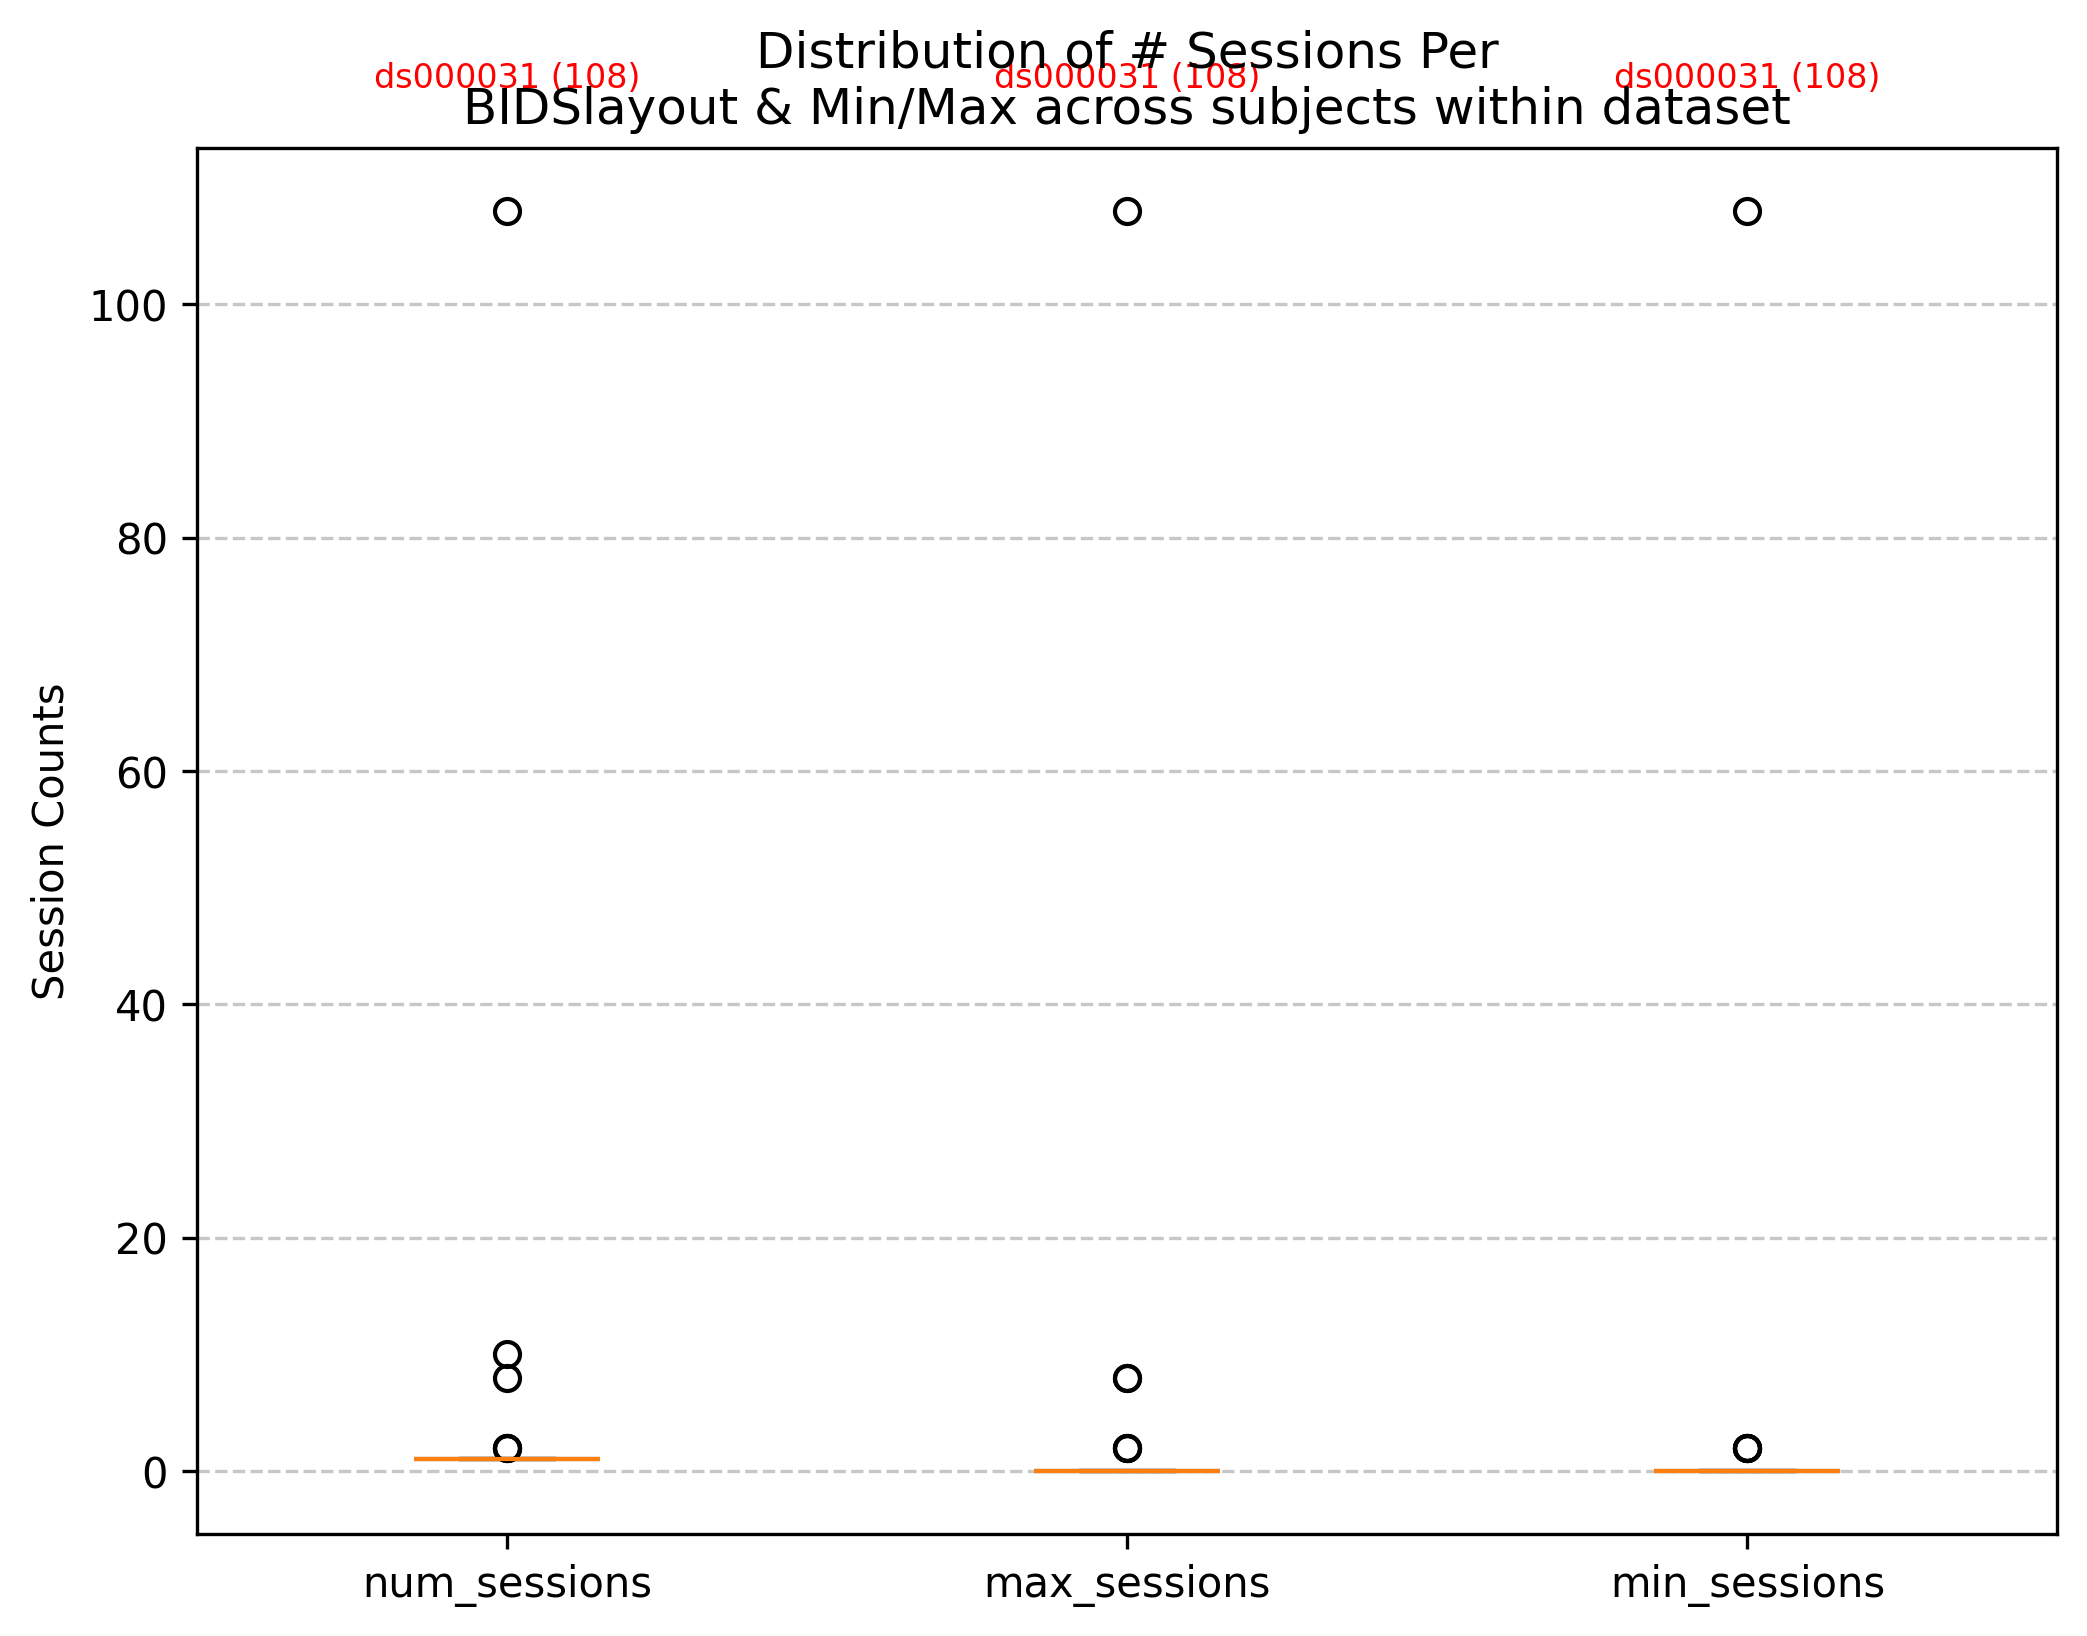 Distribution of # Sessions Per
ds000031 (108) ds000031 (108) ds000031 (108)
BIDSlayout & Min/Max across subjects within dataset
Session Counts
100
80
60
40
20
0
num_sessions max_sessions min_sessions